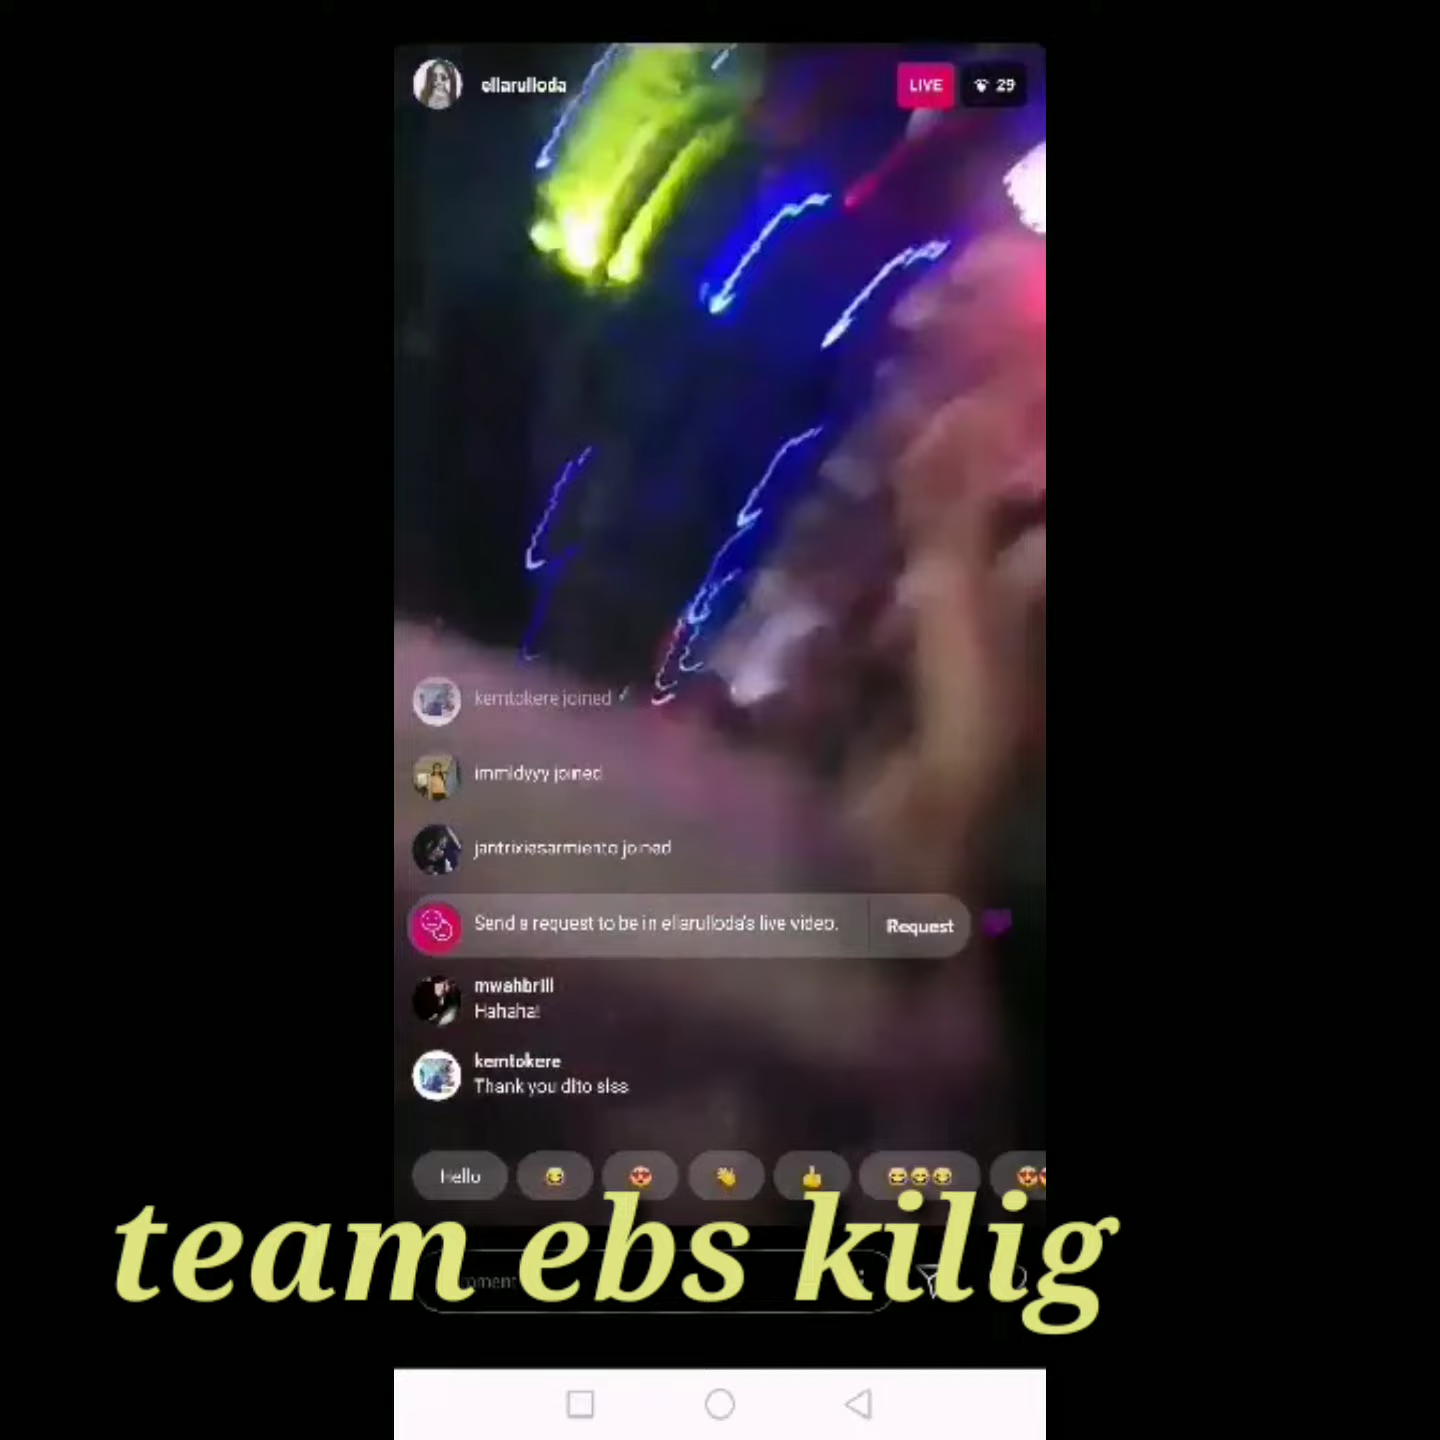 ellarulloda
LIVE
29
kemtokere joined
immldyyy joined
jantrixiesarmiento joined
Send a request to be in ellarulloda's live video.
Request
mwahbrill
Hahaha!
kemtokere
Thank you dito siss
Hello
team ebs kilig